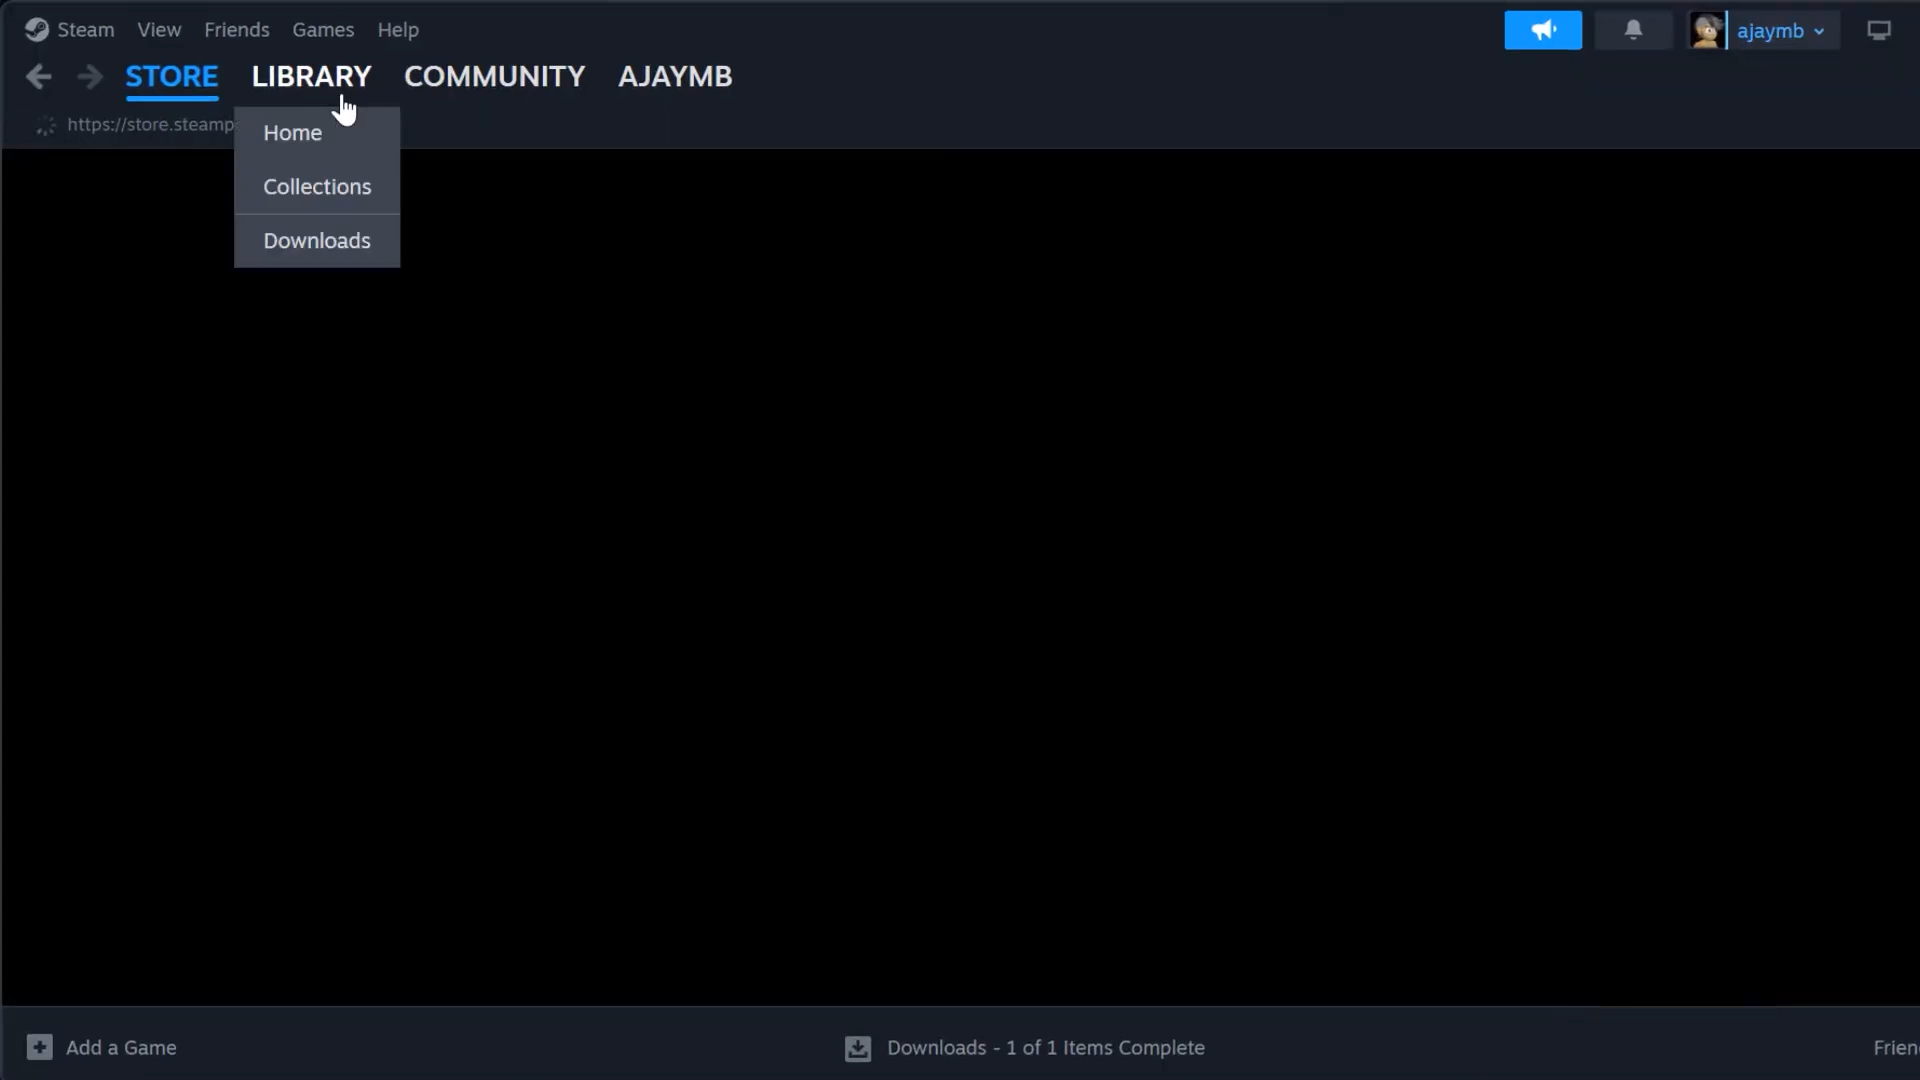 Steam View Friends Games Help
ajaymb
STORE LIBRARY COMMUNITY AJAYMB
https://store.steamp
Home
Collections
Downloads
Add a Game
Downloads - 1 of 1 Items Complete
Frien